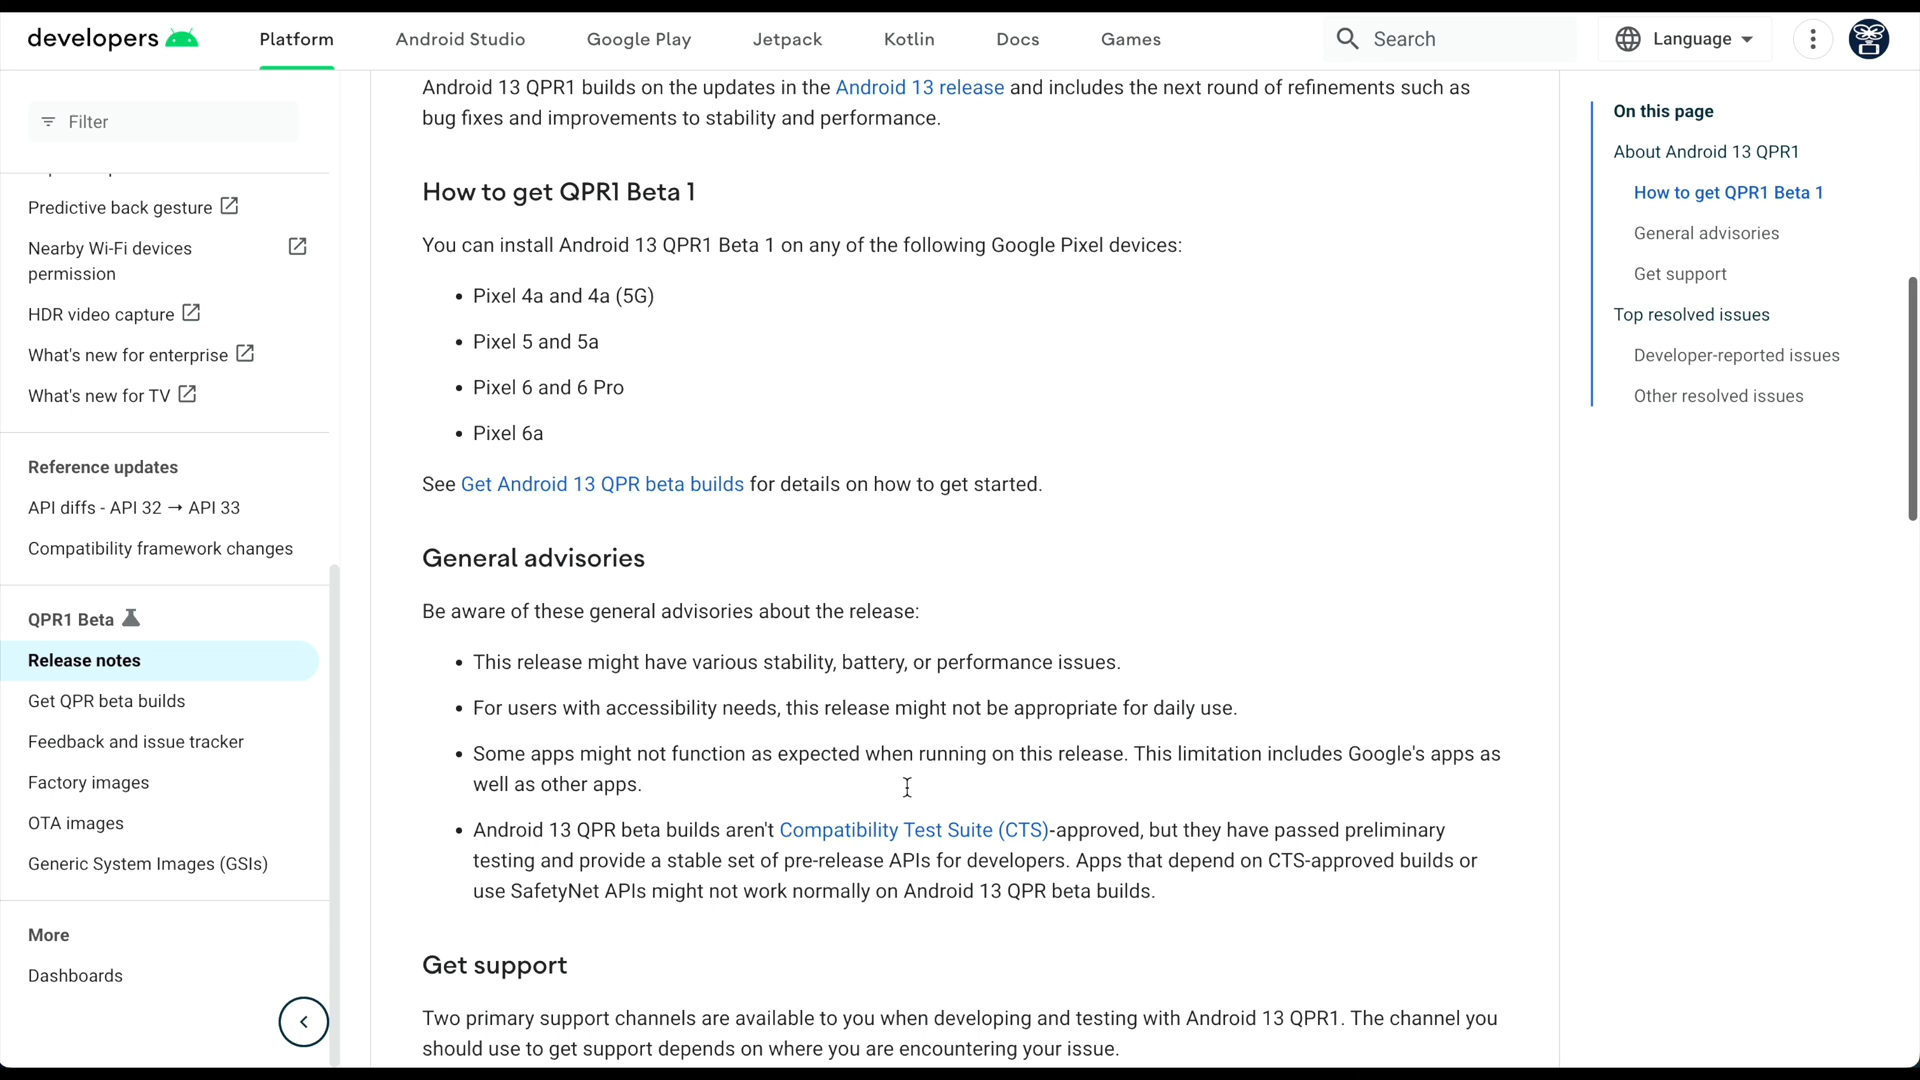 developers
Platform
Android Studio
Google Play
Jetpack
Kotlin
Docs
Games
Search
Language
Filter
Predictive back gesture
Nearby Wi-Fi devices
permission
HDR video capture
What's new for enterprise
What's new for TV
Reference updates
API diffs - API 32 → API 33
Compatibility framework changes
QPR1 Beta
Release notes
Get QPR beta builds
Feedback and issue tracker
Factory images
OTA images
Generic System Images (GSIs)
More
Dashboards
Android 13 QPR1 builds on the updates in the Android 13 release and includes the next round of refinements such as
bug fixes and improvements to stability and performance.
How to get QPR1 Beta 1
You can install Android 13 QPR1 Beta 1 on any of the following Google Pixel devices:
• Pixel 4a and 4a (5G)
• Pixel 5 and 5a
• Pixel 6 and 6 Pro
• Pixel 6a
See Get Android 13 QPR beta builds for details on how to get started.
General advisories
Be aware of these general advisories about the release:
• This release might have various stability, battery, or performance issues.
• For users with accessibility needs, this release might not be appropriate for daily use.
• Some apps might not function as expected when running on this release. This limitation includes Google's apps as
well as other apps.
• Android 13 QPR beta builds aren't Compatibility Test Suite (CTS)-approved, but they have passed preliminary
testing and provide a stable set of pre-release APIs for developers. Apps that depend on CTS-approved builds or
use SafetyNet APIs might not work normally on Android 13 QPR beta builds.
Get support
Two primary support channels are available to you when developing and testing with Android 13 QPR1. The channel you
should use to get support depends on where you are encountering your issue.
On this page
About Android 13 QPR1
How to get QPR1 Beta 1
General advisories
Get support
Top resolved issues
Developer-reported issues
Other resolved issues